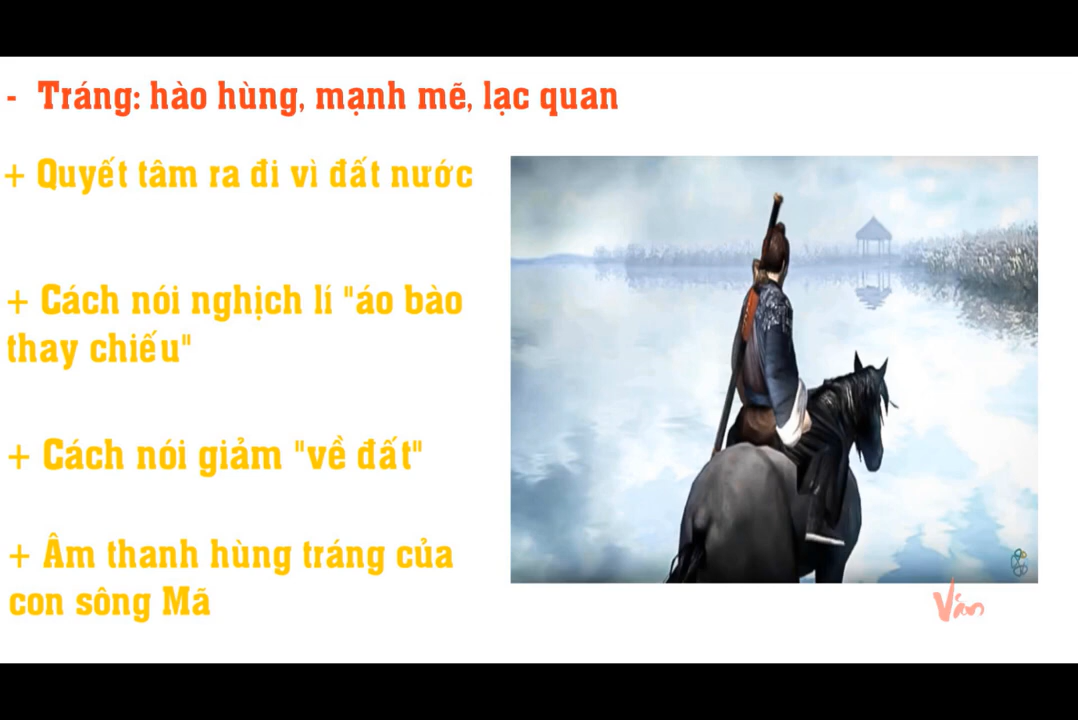 - Tráng: hào hùng, mạnh mẽ, lạc quan
+ Quyết tâm ra đi vì đất nước
+ Cách nói nghịch lí "áo bào
thay chiếu"
+ Cách nói giảm "về đất"
+ Âm thanh hùng tráng của
con sông Mã
Văn